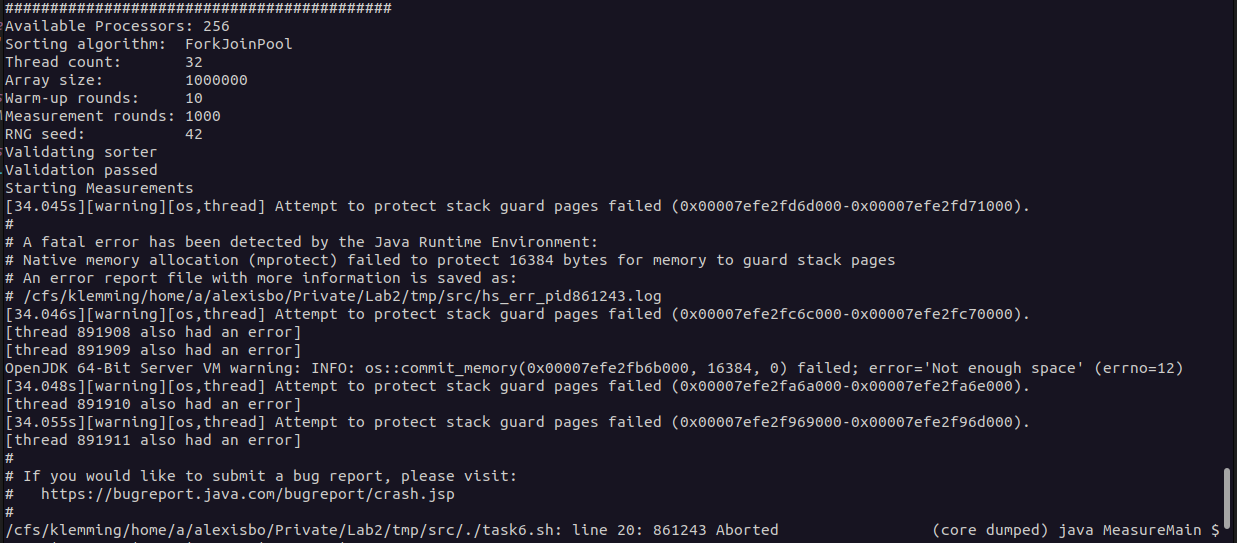 ###########################################
Available Processors: 256
Sorting algorithm:  ForkJoinPool
Thread count:       32
Array size:         1000000
Warm-up rounds:     10
Measurement rounds: 1000
RNG seed:           42
Validating sorter
Validation passed
Starting Measurements
[34.045s][warning][os,thread] Attempt to protect stack guard pages failed (0x00007efe2fd6d000-0x00007efe2fd71000).
#
# A fatal error has been detected by the Java Runtime Environment:
# Native memory allocation (mprotect) failed to protect 16384 bytes for memory to guard stack pages
# An error report file with more information is saved as:
# /cfs/klemming/home/a/alexisbo/Private/Lab2/tmp/src/hs_err_pid861243.log
[34.046s][warning][os,thread] Attempt to protect stack guard pages failed (0x00007efe2fc6c000-0x00007efe2fc70000).
[thread 891908 also had an error]
[thread 891909 also had an error]
OpenJDK 64-Bit Server VM warning: INFO: os::commit_memory(0x00007efe2fb6b000, 16384, 0) failed; error='Not enough space' (errno=12)
[34.048s][warning][os,thread] Attempt to protect stack guard pages failed (0x00007efe2fa6a000-0x00007efe2fa6e000).
[thread 891910 also had an error]
[34.055s][warning][os,thread] Attempt to protect stack guard pages failed (0x00007efe2f969000-0x00007efe2f96d000).
[thread 891911 also had an error]
#
# If you would like to submit a bug report, please visit:
#   https://bugreport.java.com/bugreport/crash.jsp
#
/cfs/klemming/home/a/alexisbo/Private/Lab2/tmp/src/./task6.sh: line 20: 861243 Aborted                 (core dumped) java MeasureMain $